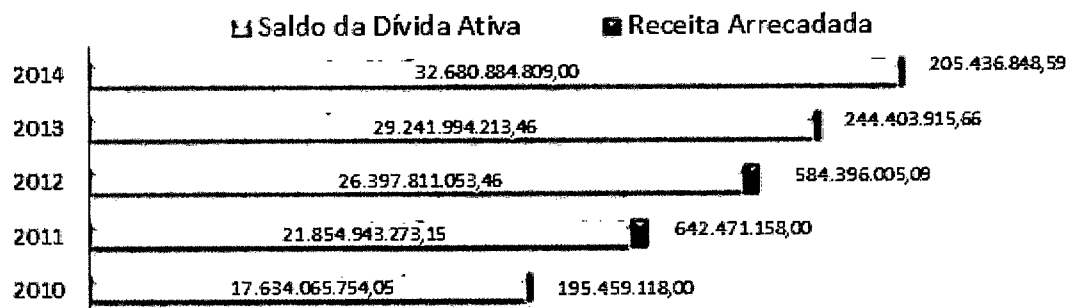 Saldo da Dívida Ativa Receita Arrecadada
2014 32.680.884.809,00 205.436.848,59
2013 29.241.994.213,46 244.403.915,66
2012 26.397.811.053,46 584.396.005,09
2011 21.854.943.273,15 642.471.158,00
2010 17.634.065.754,05 195.459.118,00